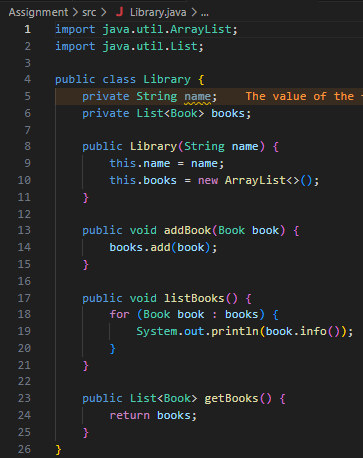 Assignment > src > J Library.java > ...
1 import java.util.ArrayList;
2 import java.util.List;
3
4 public class Library {
5     private String name;     The value of the
6     private List<Book> books;
7
8     public Library(String name) {
9         this.name = name;
10         this.books = new ArrayList<>();
11     }
12
13     public void addBook(Book book) {
14         books.add(book);
15     }
16
17     public void listBooks() {
18         for (Book book : books) {
19             System.out.println(book.info());
20         }
21     }
22
23     public List<Book> getBooks() {
24         return books;
25     }
26 }